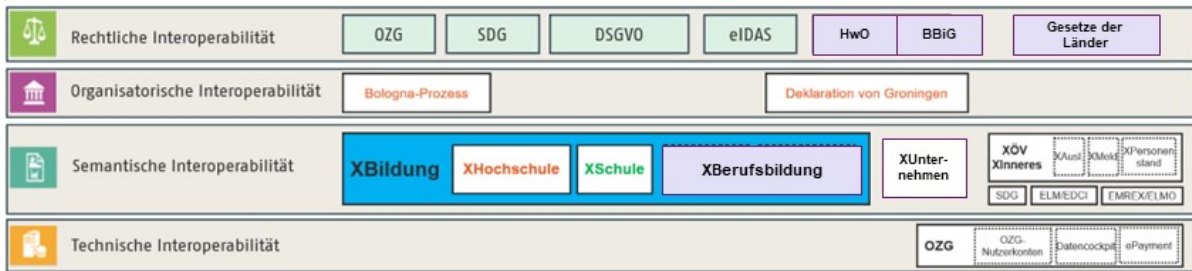 Rechtliche Interoperabilität
OZG
SDG
DSGVO
eIDAS
HwO
BBiG
Gesetze der
Länder
Organisatorische Interoperabilität
Bologna-Prozess
Deklaration von Groningen
Semantische Interoperabilität
XBildung
XHochschule
XSchule
XBerufsbildung
XUnter-
nehmen
XÖV
XInneres
XAusl
XMeld
XPersonen
stand
SDG
ELM/EDCI
EMREX/ELMO
Technische Interoperabilität
OZG
OZG-
Nutzerkonten
Datencockpit
ePayment